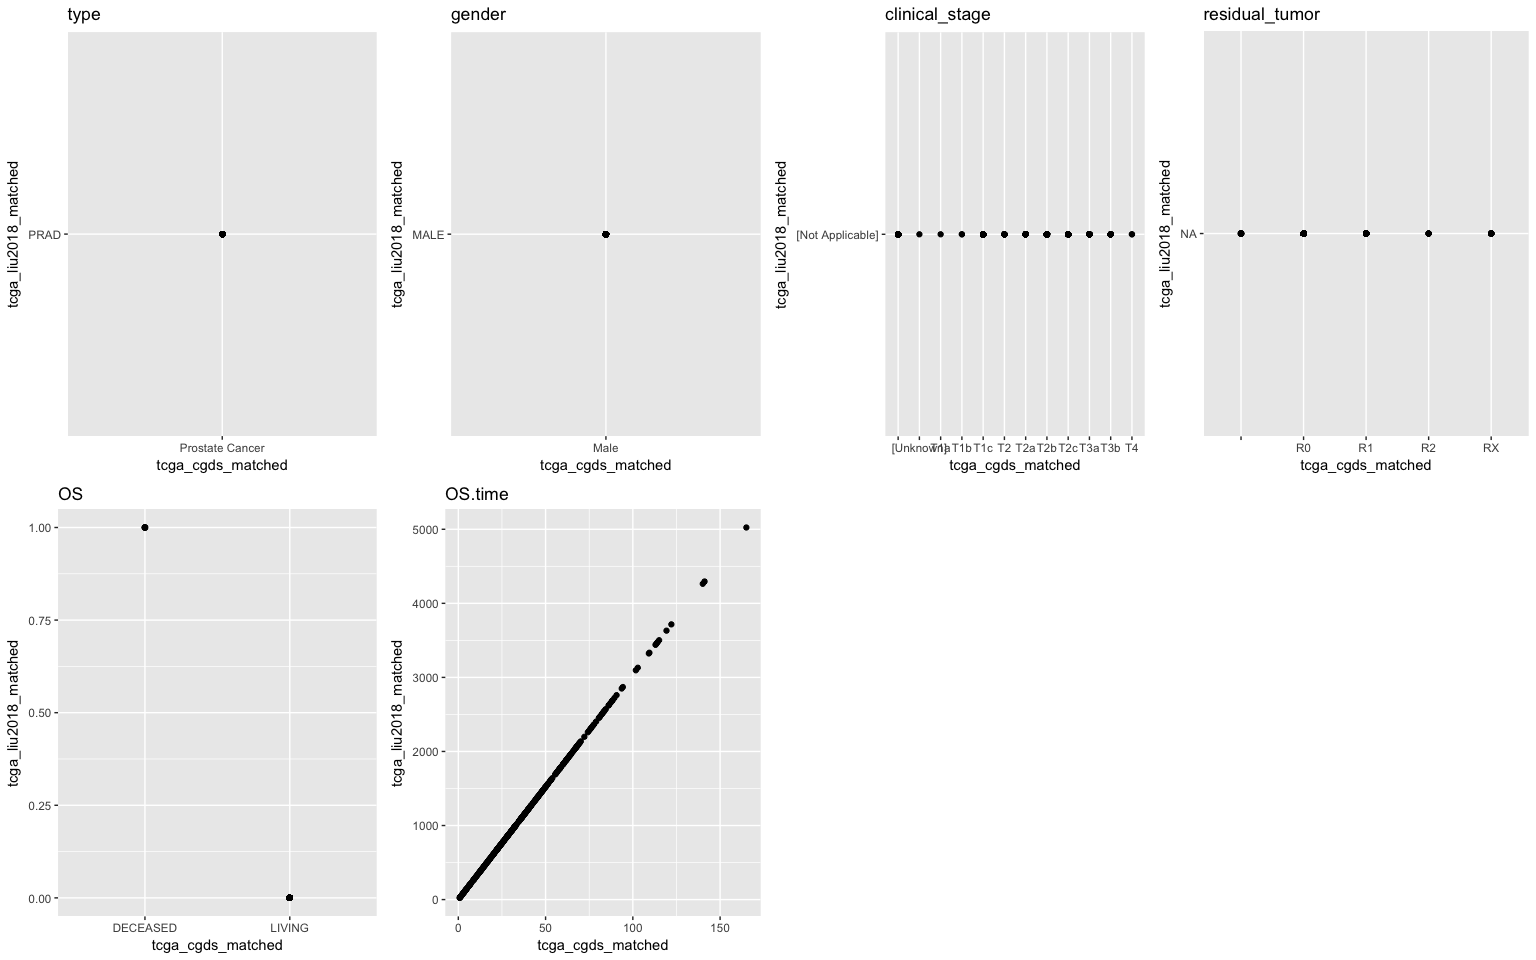 type
tcga_liu2018_matched
PRAD
Prostate Cancer
tcga_cgds_matched
gender
tcga_liu2018_matched
MALE
Male
tcga_cgds_matched
clinical_stage
tcga_liu2018_matched
[Not Applicable]
[Unknown] T1a T1b T1c T2 T2a T2b T2c T3a T3b T4
tcga_cgds_matched
residual_tumor
tcga_liu2018_matched
NA
R0 R1 R2 RX
tcga_cgds_matched
OS
tcga_liu2018_matched
1.00
0.75
0.50
0.25
0.00
DECEASED LIVING
tcga_cgds_matched
OS.time
tcga_liu2018_matched
5000
4000
3000
2000
1000
0
0 50 100 150
tcga_cgds_matched